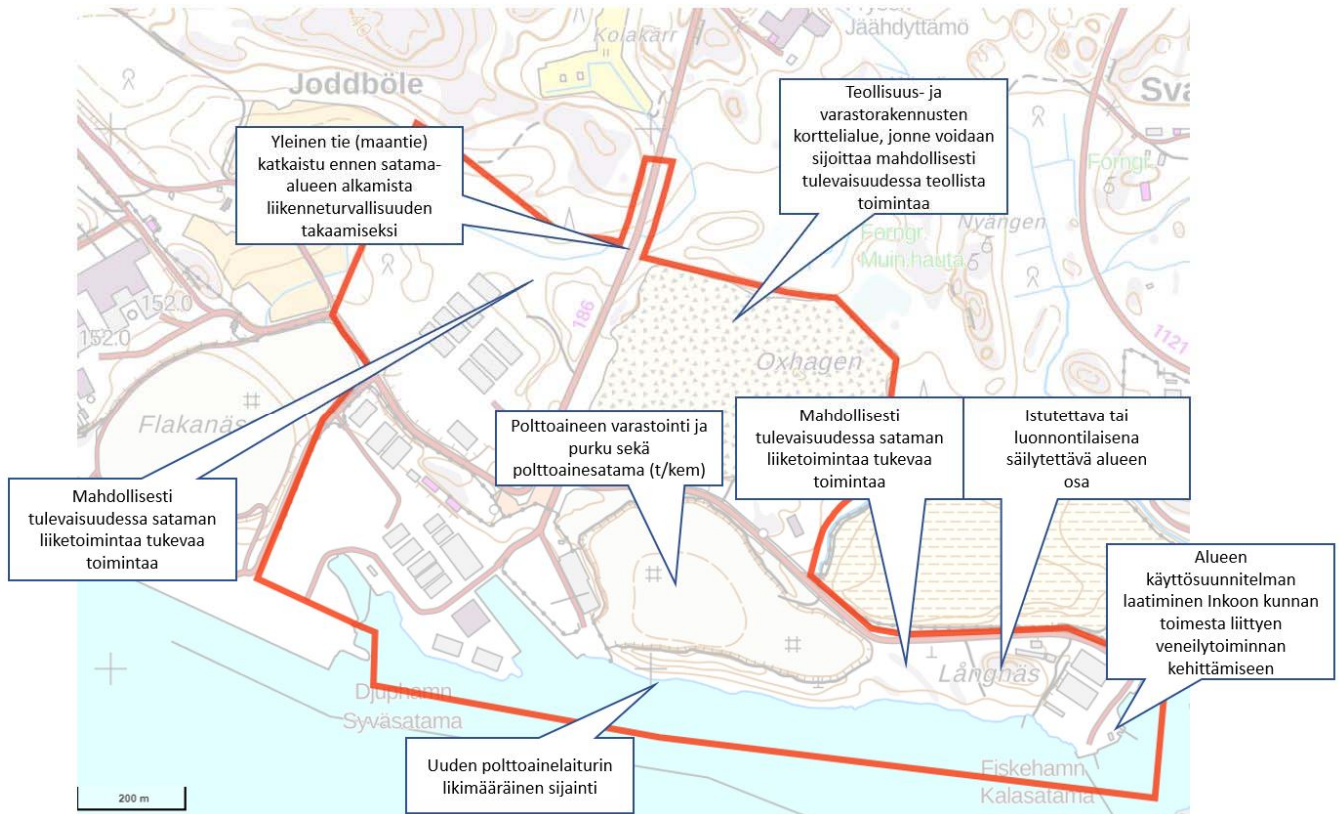 Jäähdyttämö
Kolakärr
Joddböle
Teollisuus- ja
varastorakennusten
korttelialue, jonne voidaan
sijoittaa mahdollisesti
tulevaisuudessa teollista
toimintaa
Yleinen tie (maantie)
katkaistu ennen satama-
alueen alkamista
liikenneturvallisuuden
takaamiseksi
Forngr
Nyängen
Forngr
Muin.hauta
152.0
152.0
186
1121
Oxhagen
Flakanäs
Polttoaineen varastointi ja
purku sekä
polttoainesatama (t/kem)
Mahdollisesti
tulevaisuudessa sataman
liiketoimintaa tukevaa
toimintaa
Istutettava tai
luonnontilaisena
säilytettävä alueen
osa
Mahdollisesti
tulevaisuudessa sataman
liiketoimintaa tukevaa
toimintaa
Alueen
käyttösuunnitelman
laatiminen Inkoon kunnan
toimesta liittyen
veneilytoiminnan
kehittämiseen
Långnäs
Djuphamn
Syväsatama
Uuden polttoainelaiturin
likimääräinen sijainti
Fiskehamn
Kalasatama
200 m